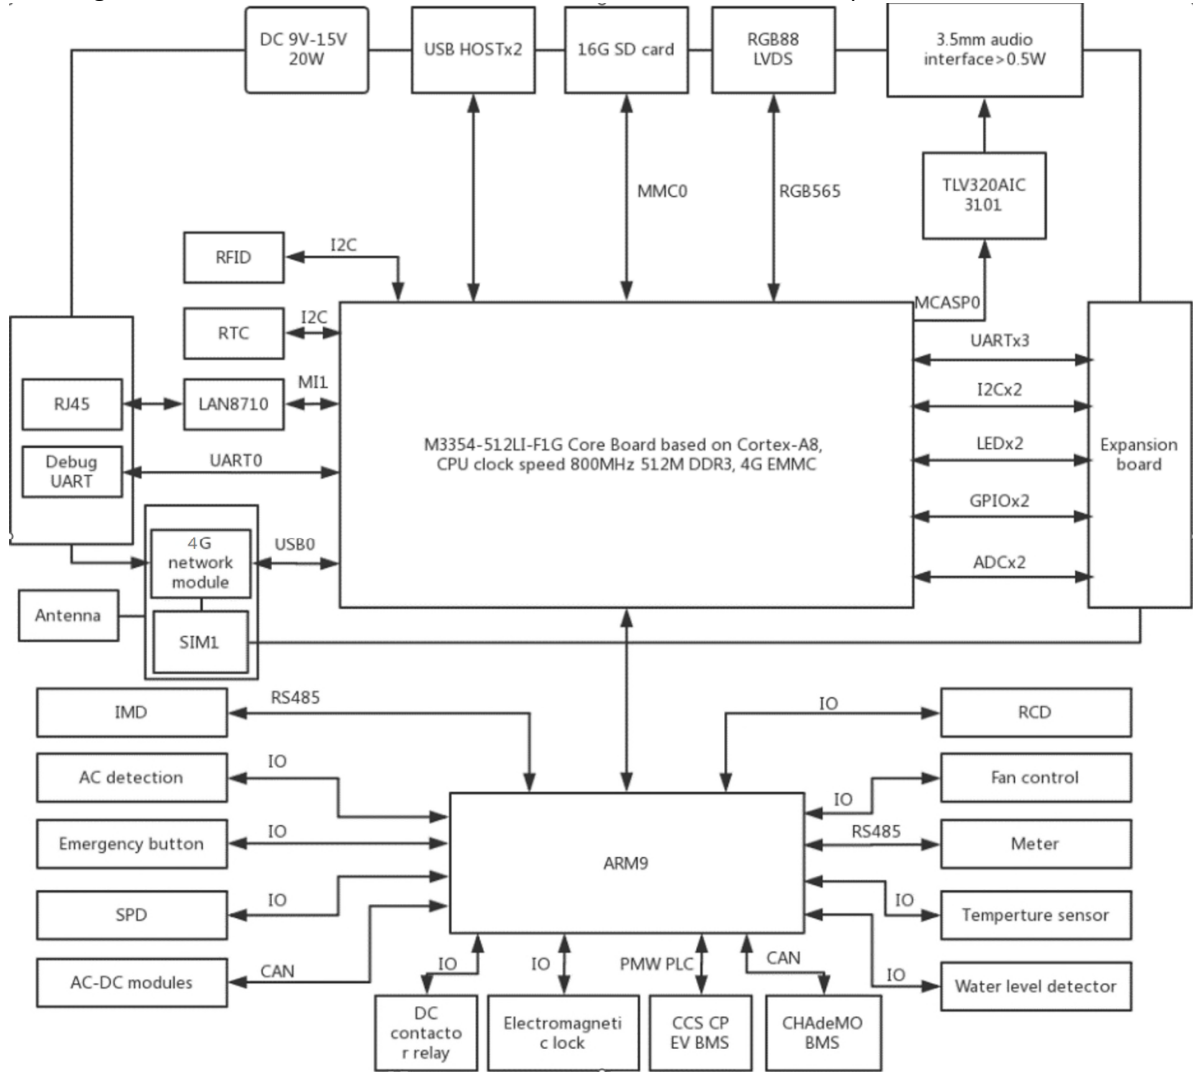 DC 9V-15V
20W
USB HOSTx2
16G SD card
RGB88
LVDS
3.5mm audio
interface>0.5W
TLV320AIC
3101
MMC0
RGB565
RFID
I2C
MCASP0
RTC
I2C
UARTx3
MI1
RJ45
LAN8710
I2Cx2
M3354-512LI-F1G Core Board based on Cortex-A8,
CPU clock speed 800MHz 512M DDR3, 4G EMMC
LEDx2
Expansion
board
Debug
UART
UART0
GPIOx2
4G
network
module
USB0
ADCx2
Antenna
SIM1
IMD
RS485
IO
RCD
AC detection
IO
IO
Fan control
Emergency button
IO
RS485
Meter
ARM9
SPD
IO
IO
Temperture sensor
AC-DC modules
CAN
IO
IO
PMW PLC
CAN
IO
Water level detector
DC
contacto
r relay
Electromagneti
c lock
CCS CP
EV BMS
CHAdeMO
BMS